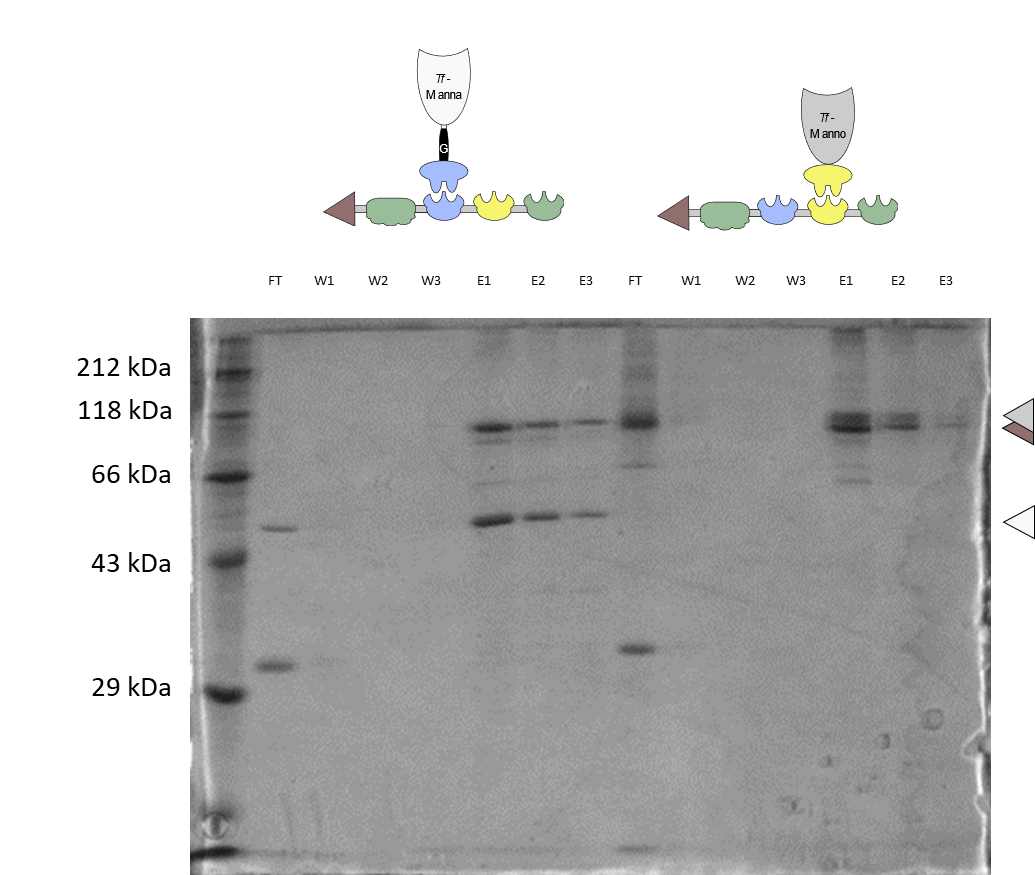 Tf-
Manna
G
Tf-
Manno
FT W1 W2 W3 E1 E2 E3 FT W1 W2 W3 E1 E2 E3
212 kDa
118 kDa
66 kDa
43 kDa
29 kDa